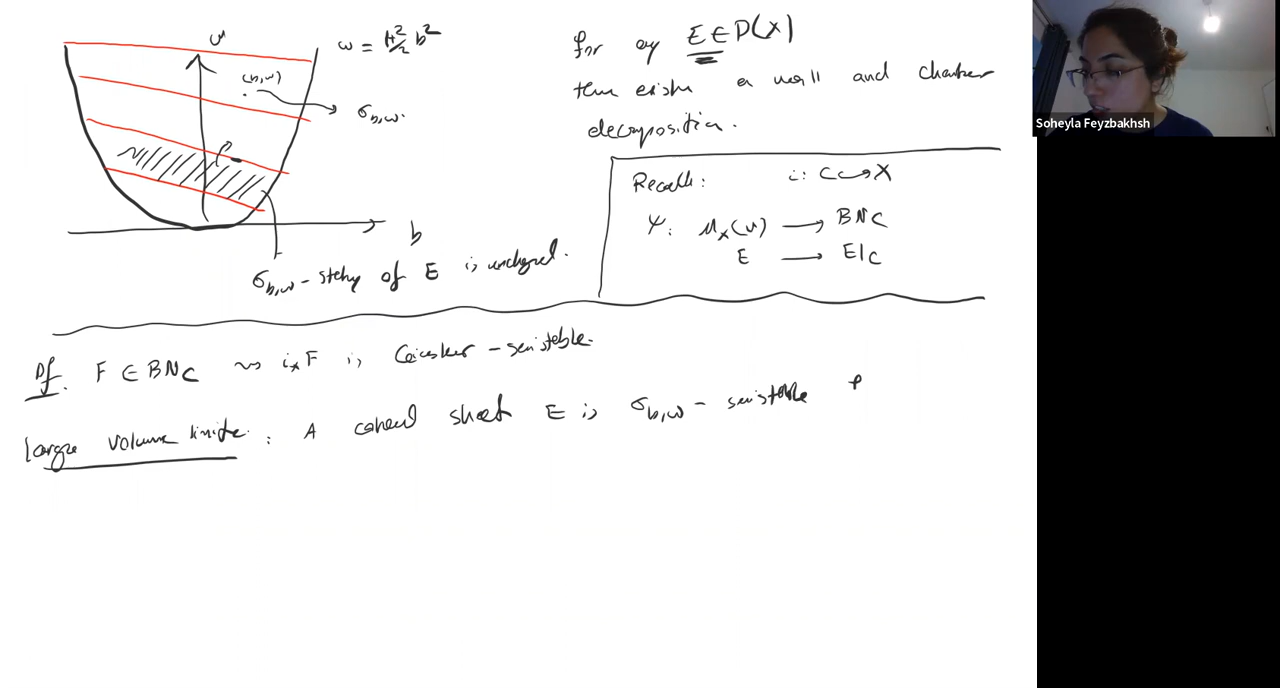 w = H²/2 b²
w
(b,w)
σ_{b,w}.
b
σ_{b,w} - of E is unchanged.
for any E ∈ D(X)
there exists a wall and chamber
decomposition.
Recall: i: C ↪ X
Ψ: M_X(v) → BN_C
E → E|_C
Soheyla Feyzbakhsh
Df. F ∈ BN_C ⇝ i_*F is Gieseker - semistable.
large volume limit: A coherent sheaf E is σ_{b,w} - semistable